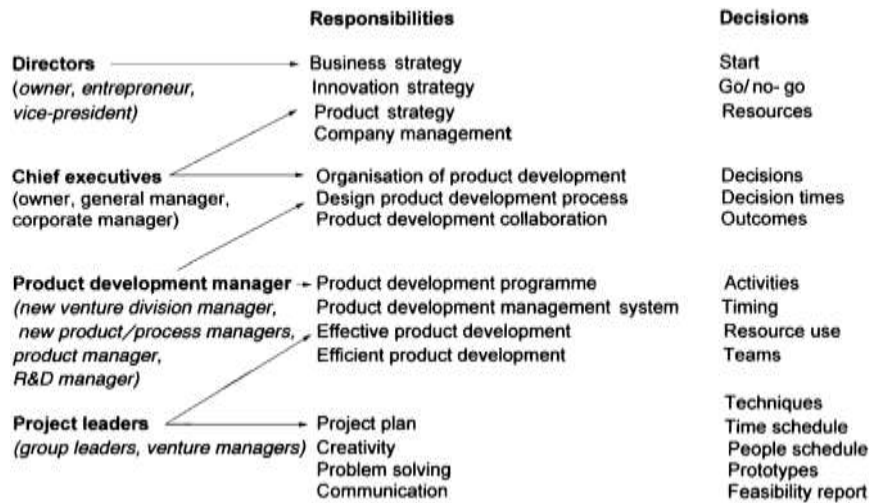 Responsibilities Decisions
Directors Business strategy Start
(owner, entrepreneur, Innovation strategy Go/ no- go
vice-president) Product strategy Resources
Company management
Chief executives Organisation of product development Decisions
(owner, general manager, Design product development process Decision times
corporate manager) Product development collaboration Outcomes
Product development manager Product development programme Activities
(new venture division manager, Product development management system Timing
new product/process managers, Effective product development Resource use
product manager, Efficient product development Teams
R&D manager)
Techniques
Project leaders Project plan Time schedule
(group leaders, venture managers) Creativity People schedule
Problem solving Prototypes
Communication Feasibility report